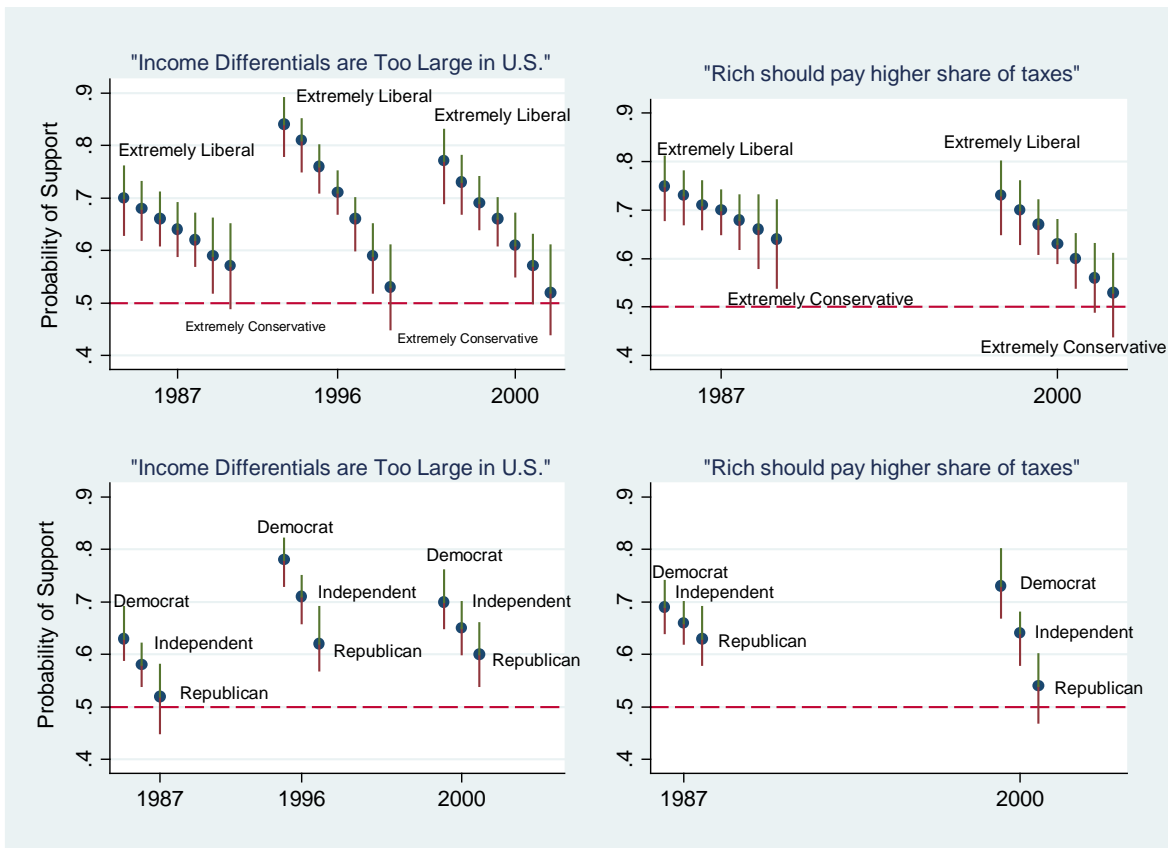 "Income Differentials are Too Large in U.S."
Probability of Support
.9
.8
.7
.6
.5
.4
Extremely Liberal
Extremely Liberal
Extremely Liberal
Extremely Conservative
Extremely Conservative
1987
1996
2000
"Rich should pay higher share of taxes"
.9
.8
.7
.6
.5
.4
Extremely Liberal
Extremely Liberal
Extremely Conservative
Extremely Conservative
1987
2000
"Income Differentials are Too Large in U.S."
Probability of Support
.9
.8
.7
.6
.5
.4
Democrat
Independent
Republican
Democrat
Independent
Republican
Democrat
Independent
Republican
1987
1996
2000
"Rich should pay higher share of taxes"
.9
.8
.7
.6
.5
.4
Democrat
Independent
Republican
Democrat
Independent
Republican
1987
2000